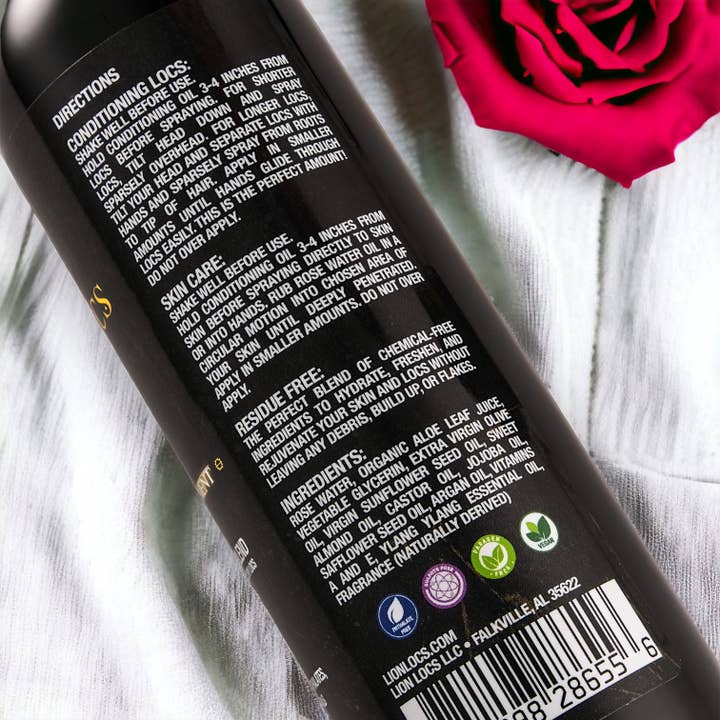 DIRECTIONS
CONDITIONING LOCS:
SHAKE WELL BEFORE USE.
HOLD CONDITIONING OIL 3-4 INCHES FROM
LOCS BEFORE SPRAYING. FOR SHORTER
LOCS, TILT HEAD DOWN AND SPRAY
SPARSELY OVERHEAD. FOR LONGER LOCS,
TILT YOUR HEAD AND SEPARATE LOCS WITH
HANDS AND SPARSELY SPRAY FROM ROOTS
TO TIP OF HAIR. APPLY IN SMALLER
AMOUNTS UNTIL HANDS GLIDE THROUGH
LOCS EASILY. THIS IS THE PERFECT AMOUNT!
DO NOT OVER APPLY.
SKIN CARE:
SHAKE WELL BEFORE USE.
HOLD CONDITIONING OIL 3-4 INCHES FROM
SKIN BEFORE SPRAYING DIRECTLY TO SKIN
OR INTO HANDS. RUB ROSE WATER OIL IN A
CIRCULAR MOTION INTO CHOSEN AREA OF
YOUR SKIN UNTIL DEEPLY PENETRATED.
APPLY IN SMALLER AMOUNTS. DO NOT OVER
APPLY.
RESIDUE FREE:
THE PERFECT BLEND OF CHEMICAL-FREE
INGREDIENTS TO HYDRATE, FRESHEN, AND
REJUVENATE YOUR SKIN AND LOCS WITHOUT
LEAVING ANY DEBRIS, BUILD UP, OR FLAKES.
INGREDIENTS:
ROSE WATER, ORGANIC ALOE LEAF JUICE,
VEGETABLE GLYCERIN, EXTRA VIRGIN OLIVE
OIL, VIRGIN SUNFLOWER SEED OIL, SWEET
ALMOND OIL, CASTOR OIL, JOJOBA OIL,
SAFFLOWER SEED OIL, ARGAN OIL, VITAMINS
A AND E, YLANG YLANG ESSENTIAL OIL,
FRAGRANCE (NATURALLY DERIVED)
PHTHALATE
FREE
PARABEN
FREE
VEGAN
LIONLOCS.COM
LION LOCS LLC • FALKVILLE, AL 35622
98 28655 6